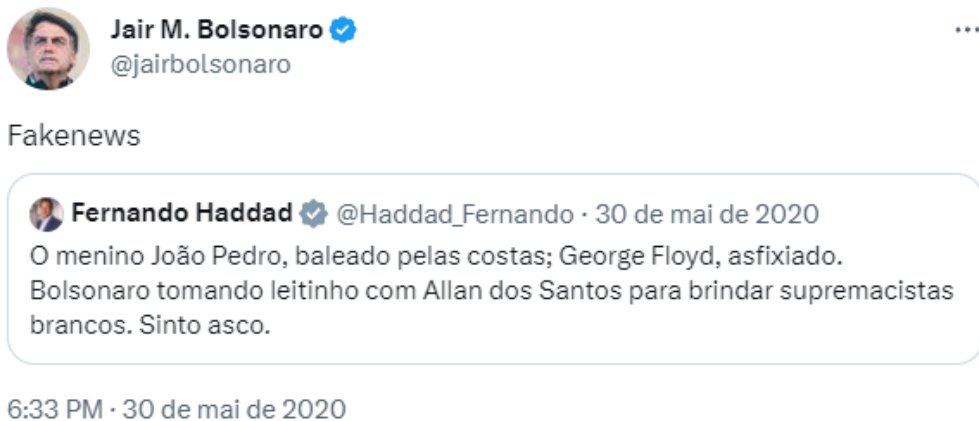 Jair M. Bolsonaro
@jairbolsonaro
Fakenews
Fernando Haddad @Haddad_Fernando · 30 de mai de 2020
O menino João Pedro, baleado pelas costas; George Floyd, asfixiado.
Bolsonaro tomando leitinho com Allan dos Santos para brindar supremacistas
brancos. Sinto asco.
6:33 PM · 30 de mai de 2020